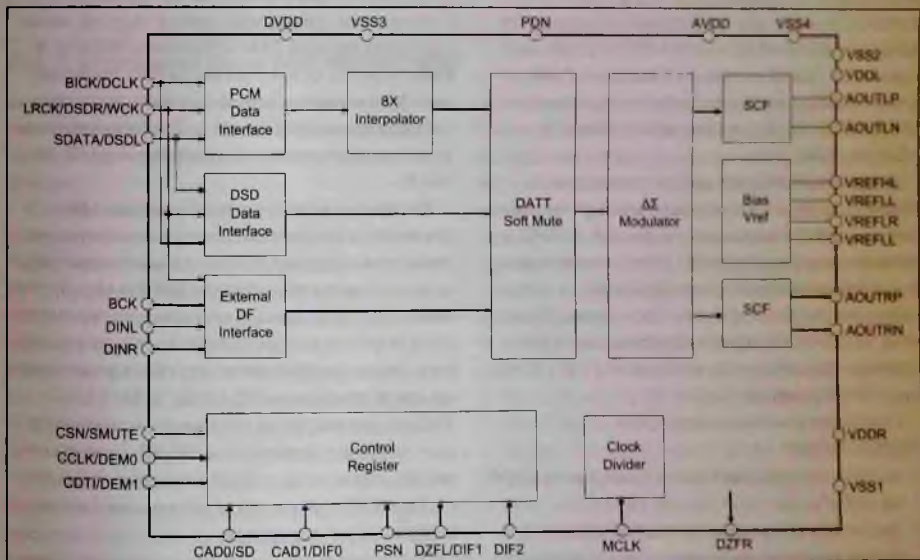 DVDD VSS3 PDN AVDD VSS4
VSS2
VDDL
BICK/DCLK
LRCK/DSDR/WCK
SDATA/DSDL
PCM
Data
Interface
8X
Interpolator
SCF
AOUTLP
AOUTLN
DSD
Data
Interface
DATT
Soft Mute
ΔΣ
Modulator
Bias
Vref
VREFHL
VREFLL
VREFLR
VREFLL
External
DF
Interface
BCK
DINL
DINR
SCF
AOUTRP
AOUTRN
CSN/SMUTE
CCLK/DEM0
CDTI/DEM1
Control
Register
Clock
Divider
VDDR
VSS1
CAD0/SD CAD1/DIF0 PSN DZFL/DIF1 DIF2 MCLK DZFR